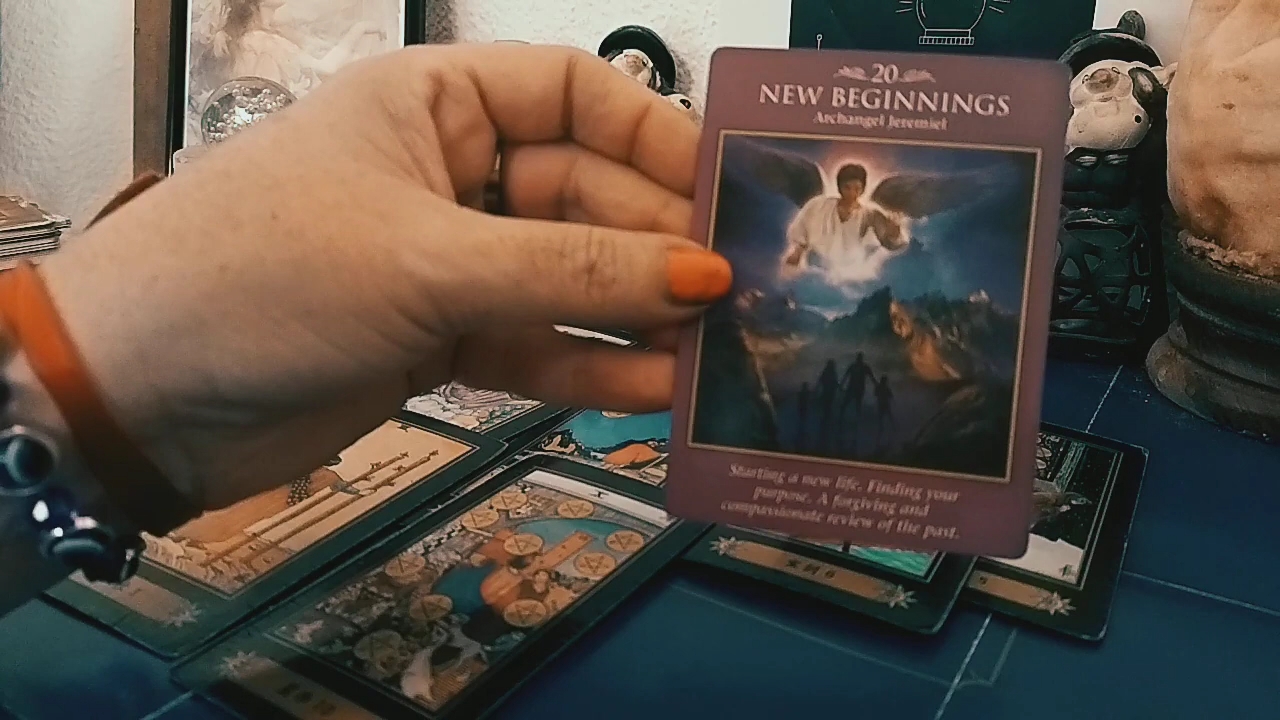 20
NEW BEGINNINGS
Archangel Jeremiel
Starting a new life. Finding your
purpose. A forgiving and
compassionate review of the past.